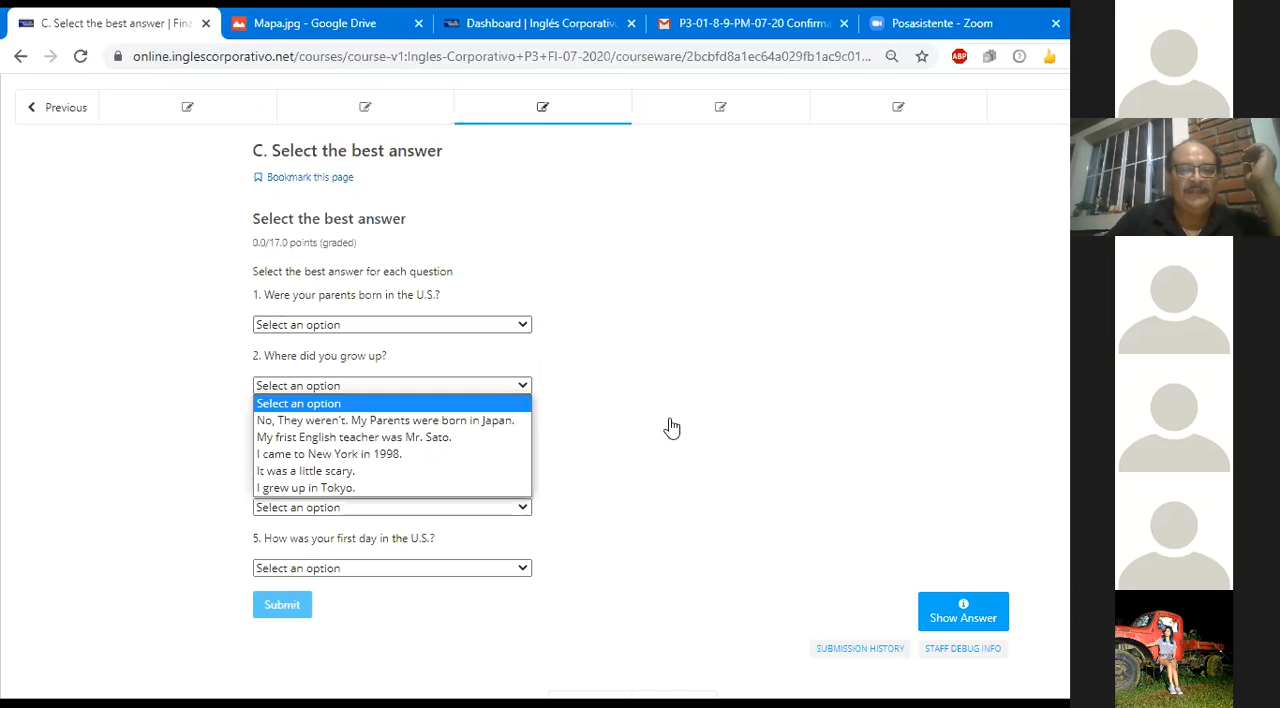 C. Select the best answer | Fina
Mapa.jpg - Google Drive
Dashboard | Inglés Corporativo
P3-01-8-9-PM-07-20 Confirma
Posasistente - Zoom
online.inglescorporativo.net/courses/course-v1:Ingles-Corporativo+P3+FI-07-2020/courseware/2bcbfd8a1ec64a029fb1ac9c01...
ABP
Previous
C. Select the best answer
Bookmark this page
Select the best answer
0.0/17.0 points (graded)
Select the best answer for each question
1. Were your parents born in the U.S.?
Select an option
2. Where did you grow up?
Select an option
Select an option
No, They weren't. My Parents were born in Japan.
My frist English teacher was Mr. Sato.
I came to New York in 1998.
It was a little scary.
I grew up in Tokyo.
Select an option
5. How was your first day in the U.S.?
Select an option
Submit
Show Answer
SUBMISSION HISTORY
STAFF DEBUG INFO